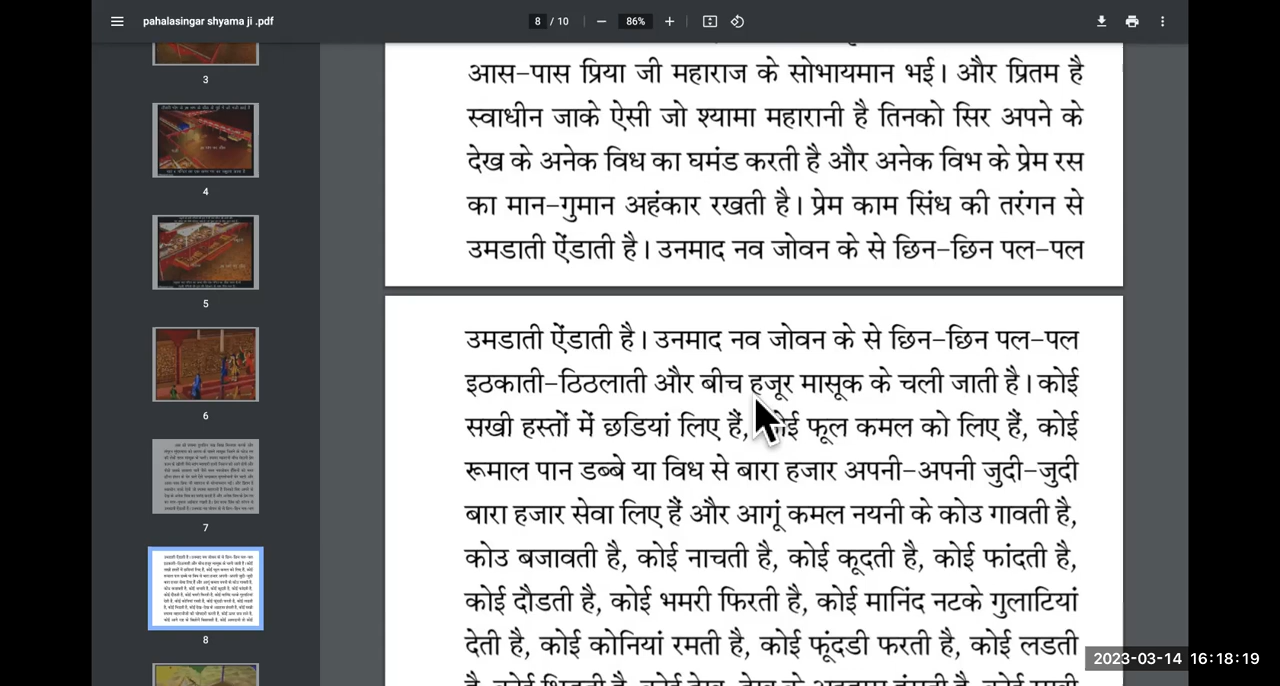 pahalasingar shyama ji .pdf
8 / 10
86%
3
4
5
6
7
8
आस-पास प्रिया जी महाराज के सोभायमान भई। और प्रितम है
स्वाधीन जाके ऐसी जो श्यामा महारानी है तिनको सिर अपने के
देख के अनेक विध का घमंड करती है और अनेक विभ के प्रेम रस
का मान-गुमान अहंकार रखती है। प्रेम काम सिंध की तरंगन से
उमडाती ऐंडाती है। उनमाद नव जोवन के से छिन-छिन पल-पल
उमडाती ऐंडाती है। उनमाद नव जोवन के से छिन-छिन पल-पल
इठकाती-ठिठलाती और बीच हजूर मासूक के चली जाती है। कोई
सखी हस्तों में छडियां लिए हैं, कोई फूल कमल को लिए हैं, कोई
रूमाल पान डब्बे या विध से बारा हजार अपनी-अपनी जुदी-जुदी
बारा हजार सेवा लिए हैं और आगूं कमल नयनी के कोउ गावती है,
कोउ बजावती है, कोई नाचती है, कोई कूदती है, कोई फांदती है,
कोई दौडती है, कोई भमरी फिरती है, कोई मानिंद नटके गुलाटियां
देती है, कोई कोनियां रमती है, कोई फूंदडी फरती है, कोई लडती
2023-03-14 16:18:19